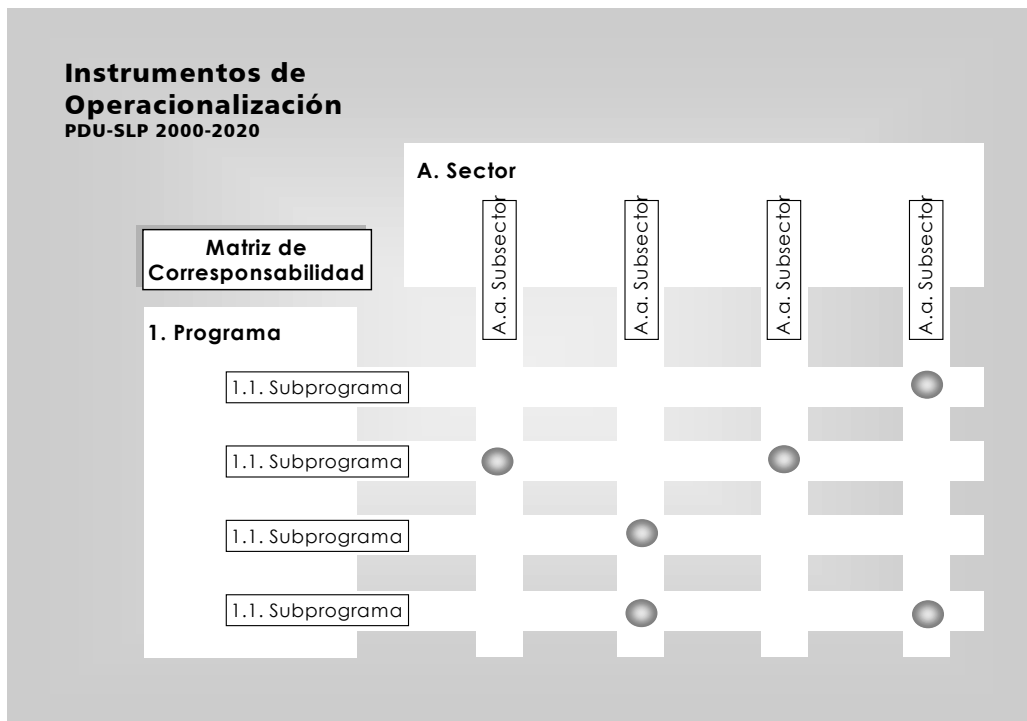 Instrumentos de
Operacionalización
PDU-SLP 2000-2020
A. Sector
A.a. Subsector
A.a. Subsector
A.a. Subsector
A.a. Subsector
Matriz de
Corresponsabilidad
1. Programa
1.1. Subprograma
1.1. Subprograma
1.1. Subprograma
1.1. Subprograma